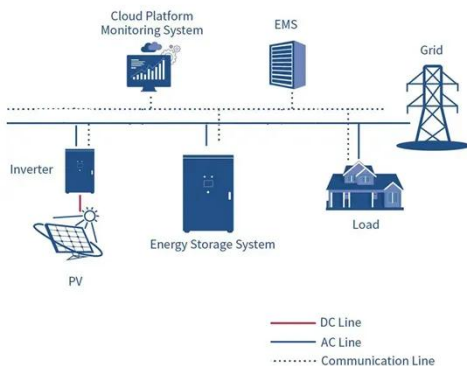 Cloud Platform
Monitoring System
EMS
Grid
Inverter
Energy Storage System
Load
PV
DC Line
AC Line
Communication Line